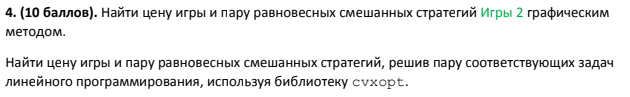 4. (10 баллов). Найти цену игры и пару равновесных смешанных стратегий Игры 2 графическим
методом.
Найти цену игры и пару равновесных смешанных стратегий, решив пару соответствующих задач
линейного программирования, используя библиотеку cvxopt.